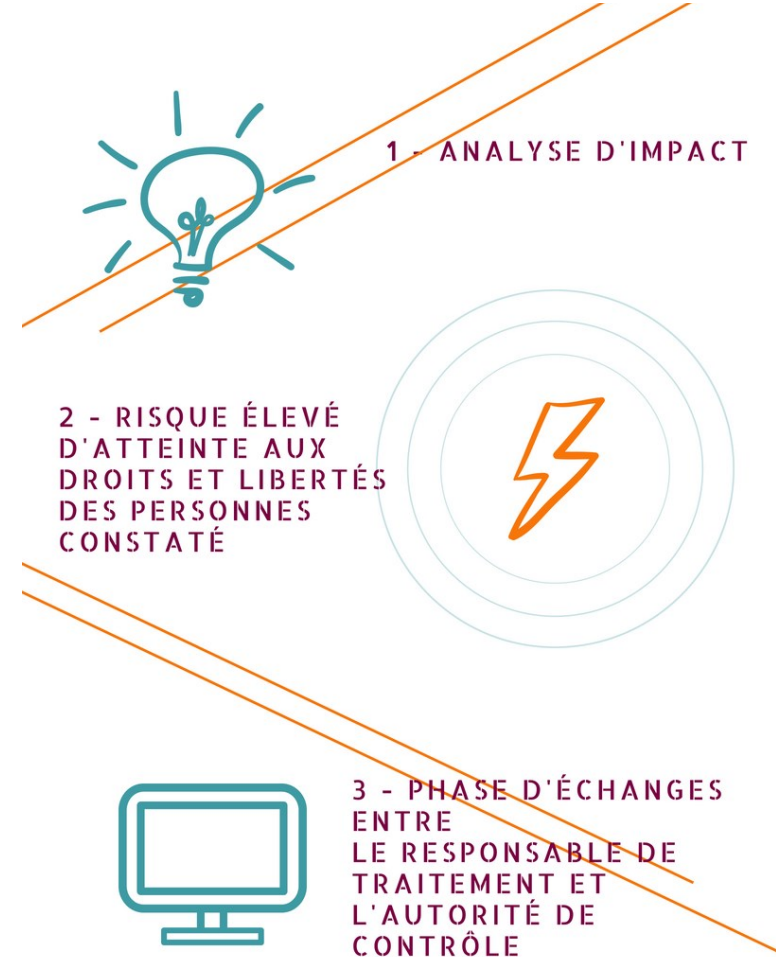 1 - ANALYSE D'IMPACT
2 - RISQUE ÉLEVÉ
D'ATTEINTE AUX
DROITS ET LIBERTÉS
DES PERSONNES
CONSTATÉ
3 - PHASE D'ÉCHANGES
ENTRE
LE RESPONSABLE DE
TRAITEMENT ET
L'AUTORITÉ DE
CONTRÔLE